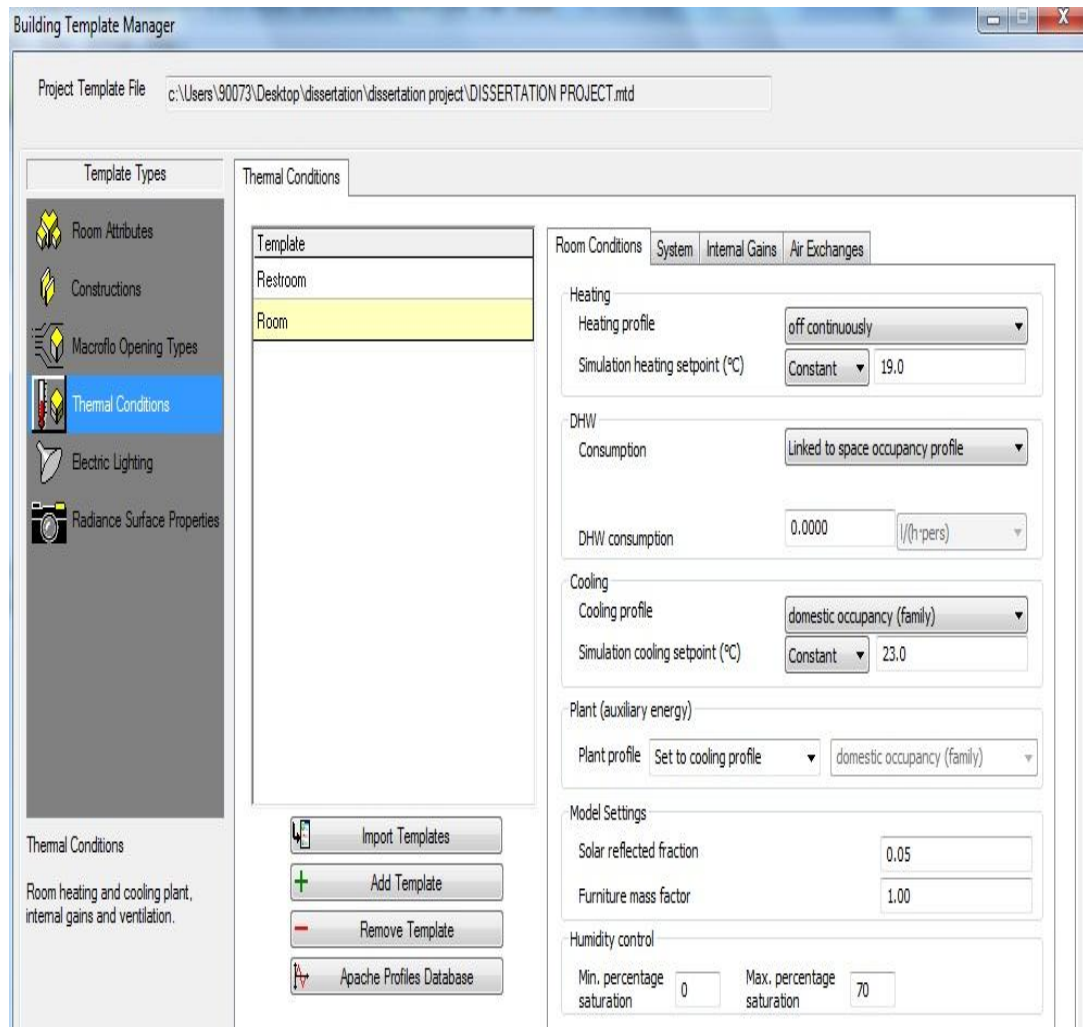 Building Template Manager
X
Project Template File c:\Users\90073\Desktop\dissertation\dissertation project\DISSERTATION PROJECT.mtd
Template Types
Room Attributes
Constructions
Macroflo Opening Types
Thermal Conditions
Electric Lighting
Radiance Surface Properties
Thermal Conditions
Room heating and cooling plant,
internal gains and ventilation.
Thermal Conditions
Template
Restroom
Room
Import Templates
Add Template
Remove Template
Apache Profiles Database
Room Conditions System Internal Gains Air Exchanges
Heating
Heating profile off continuously
Simulation heating setpoint (°C) Constant 19.0
DHW
Consumption Linked to space occupancy profile
DHW consumption 0.0000 l/(h·pers)
Cooling
Cooling profile domestic occupancy (family)
Simulation cooling setpoint (°C) Constant 23.0
Plant (auxiliary energy)
Plant profile Set to cooling profile domestic occupancy (family)
Model Settings
Solar reflected fraction 0.05
Furniture mass factor 1.00
Humidity control
Min. percentage saturation 0 Max. percentage saturation 70